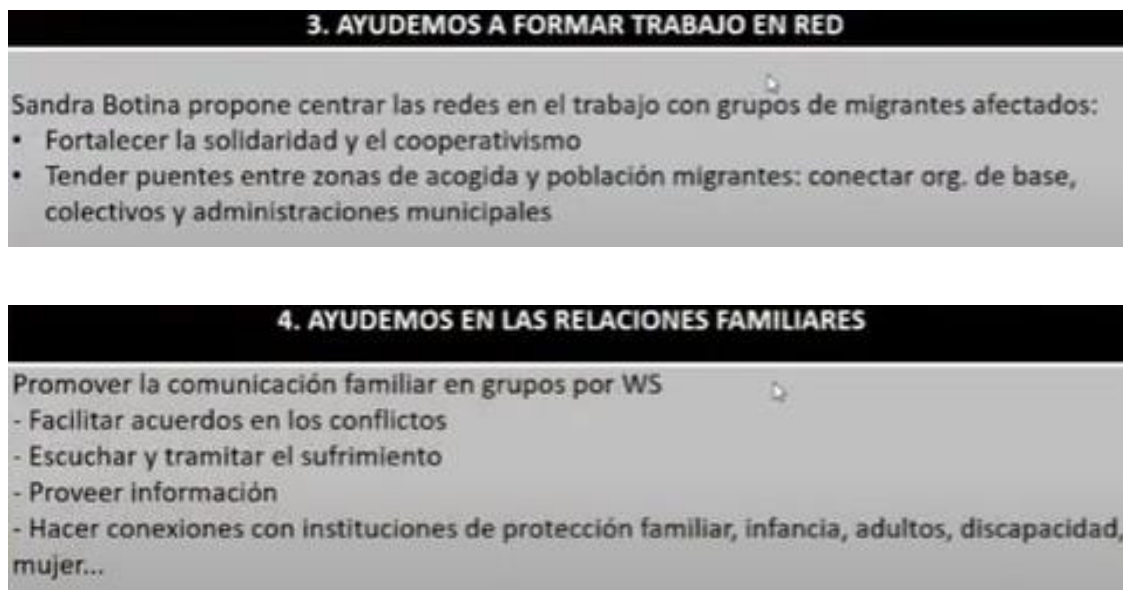 3. AYUDEMOS A FORMAR TRABAJO EN RED
Sandra Botina propone centrar las redes en el trabajo con grupos de migrantes afectados:
• Fortalecer la solidaridad y el cooperativismo
• Tender puentes entre zonas de acogida y población migrantes: conectar org. de base,
colectivos y administraciones municipales
4. AYUDEMOS EN LAS RELACIONES FAMILIARES
Promover la comunicación familiar en grupos por WS
- Facilitar acuerdos en los conflictos
- Escuchar y tramitar el sufrimiento
- Proveer información
- Hacer conexiones con instituciones de protección familiar, infancia, adultos, discapacidad,
mujer...